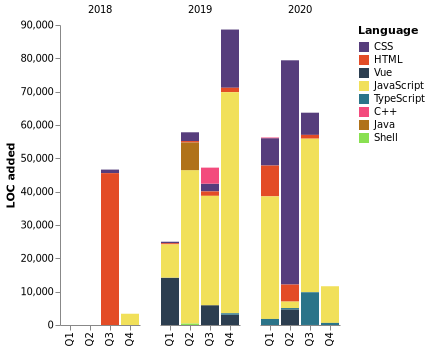 2018 2019 2020
Language
CSS
HTML
Vue
JavaScript
TypeScript
C++
Java
Shell
LOC added
90,000
80,000
70,000
60,000
50,000
40,000
30,000
20,000
10,000
0
Q1 Q2 Q3 Q4 Q1 Q2 Q3 Q4 Q1 Q2 Q3 Q4